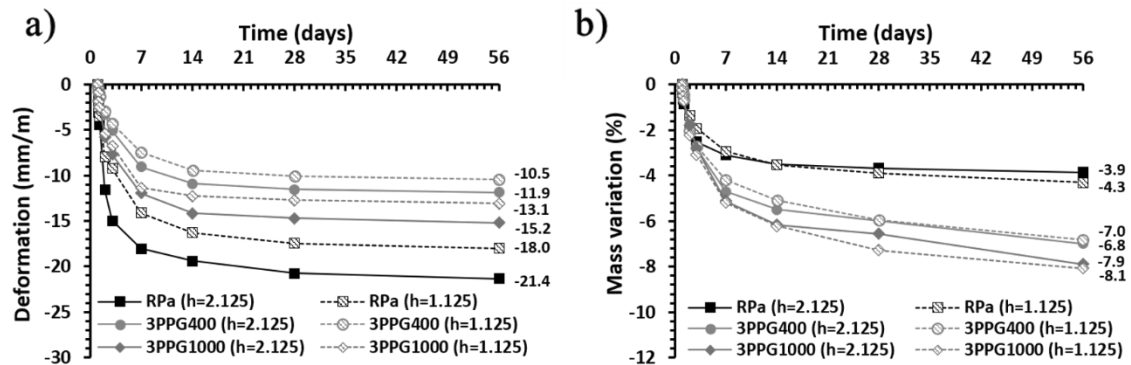 a)
Time (days)
0 7 14 21 28 35 42 49 56
Deformation (mm/m)
0
-5
-10
-15
-20
-25
-30
-10.5
-11.9
-13.1
-15.2
-18.0
-21.4
RPa (h=2.125) RPa (h=1.125)
3PPG400 (h=2.125) 3PPG400 (h=1.125)
3PPG1000 (h=2.125) 3PPG1000 (h=1.125)
b)
Time (days)
0 7 14 21 28 35 42 49 56
Mass variation (%)
0
-2
-4
-6
-8
-10
-12
-3.9
-4.3
-7.0
-6.8
-7.9
-8.1
RPa (h=2.125) RPa (h=1.125)
3PPG400 (h=2.125) 3PPG400 (h=1.125)
3PPG1000 (h=2.125) 3PPG1000 (h=1.125)